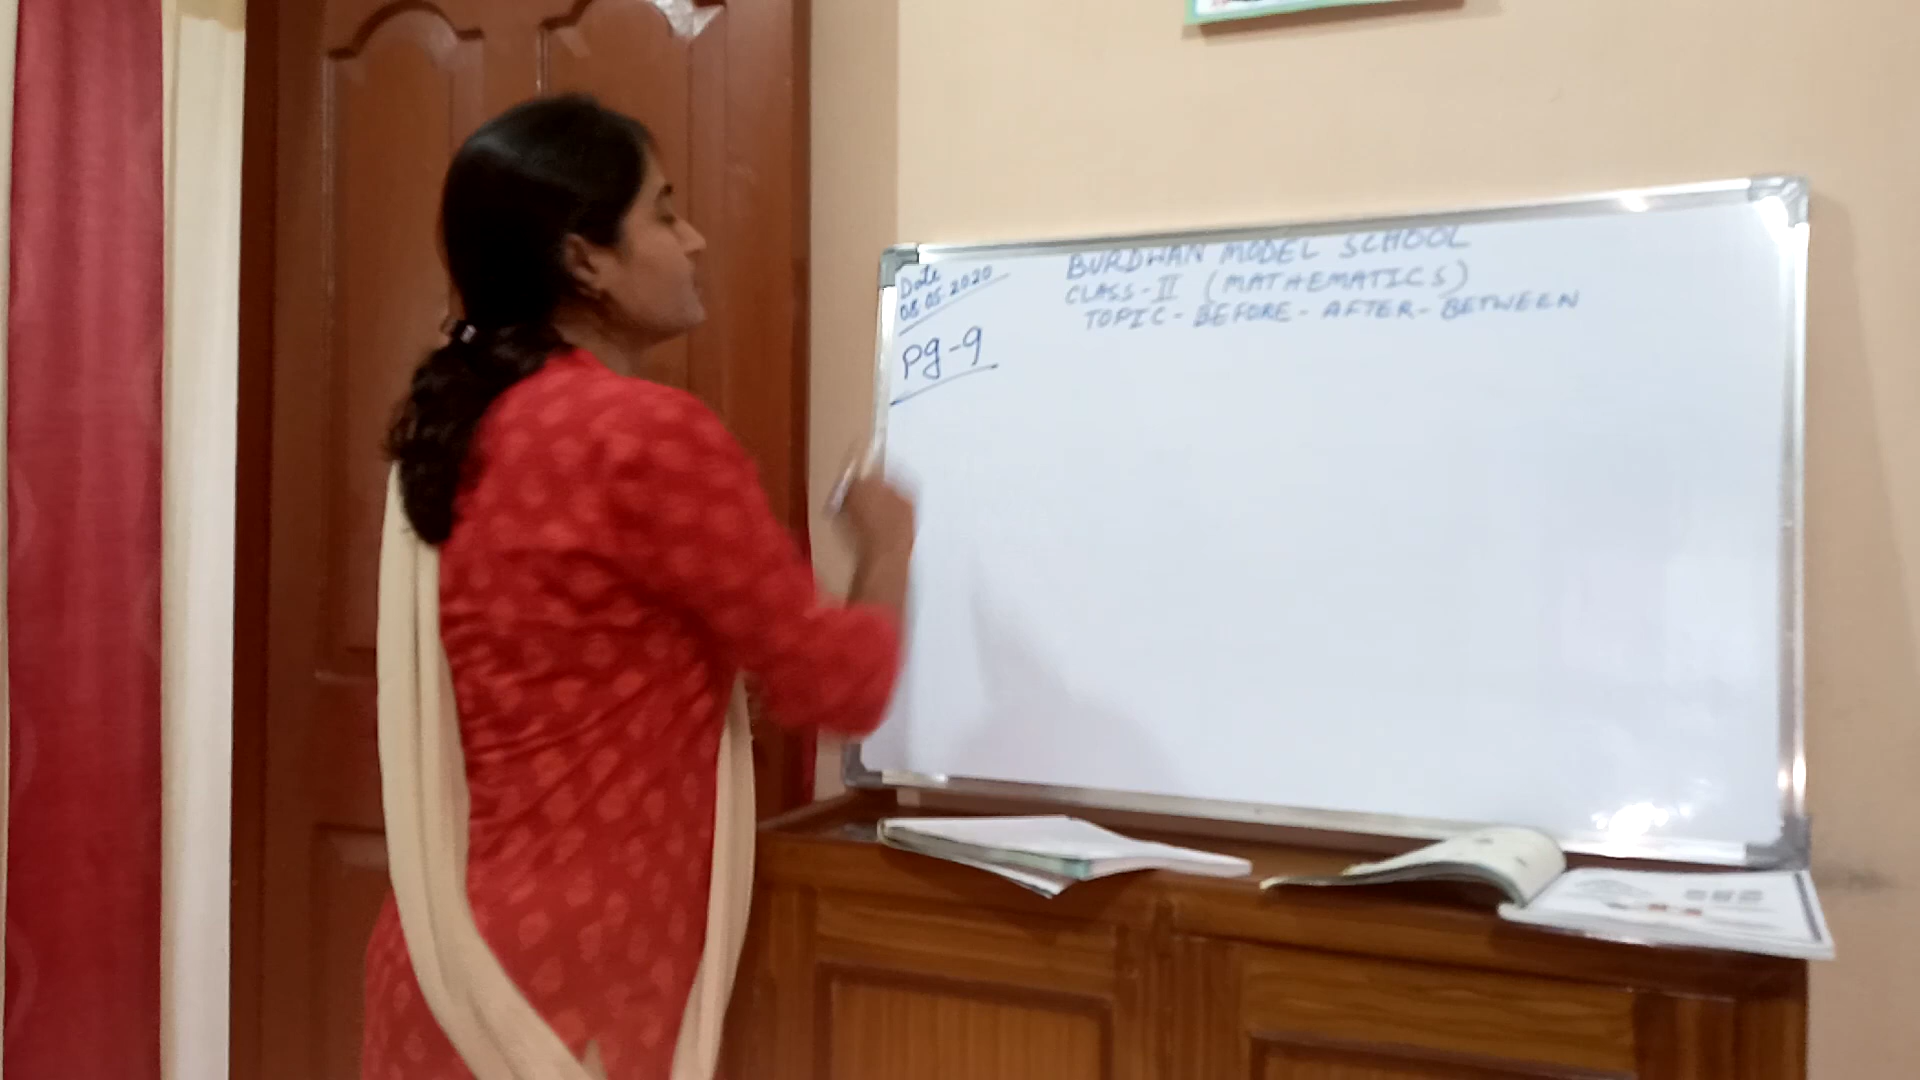 Date
08.05.2020
pg-9
BURDWAN MODEL SCHOOL
CLASS-II (MATHEMATICS)
TOPIC- BEFORE- AFTER- BETWEEN